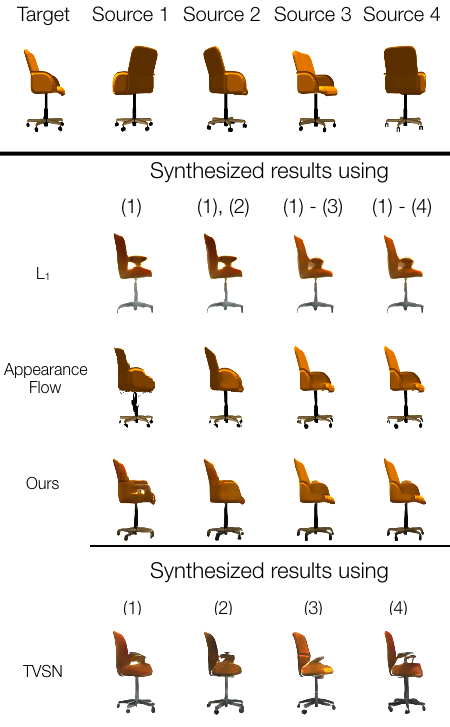 Target Source 1 Source 2 Source 3 Source 4
Synthesized results using
(1) (1), (2) (1) - (3) (1) - (4)
L₁
Appearance
Flow
Ours
Synthesized results using
(1) (2) (3) (4)
TVSN